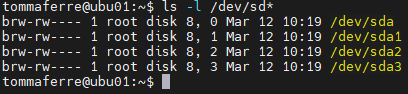 tommaferre@ubu01:~$ ls -l /dev/sd*
brw-rw---- 1 root disk 8, 0 Mar 12 10:19 /dev/sda
brw-rw---- 1 root disk 8, 1 Mar 12 10:19 /dev/sda1
brw-rw---- 1 root disk 8, 2 Mar 12 10:19 /dev/sda2
brw-rw---- 1 root disk 8, 3 Mar 12 10:19 /dev/sda3
tommaferre@ubu01:~$